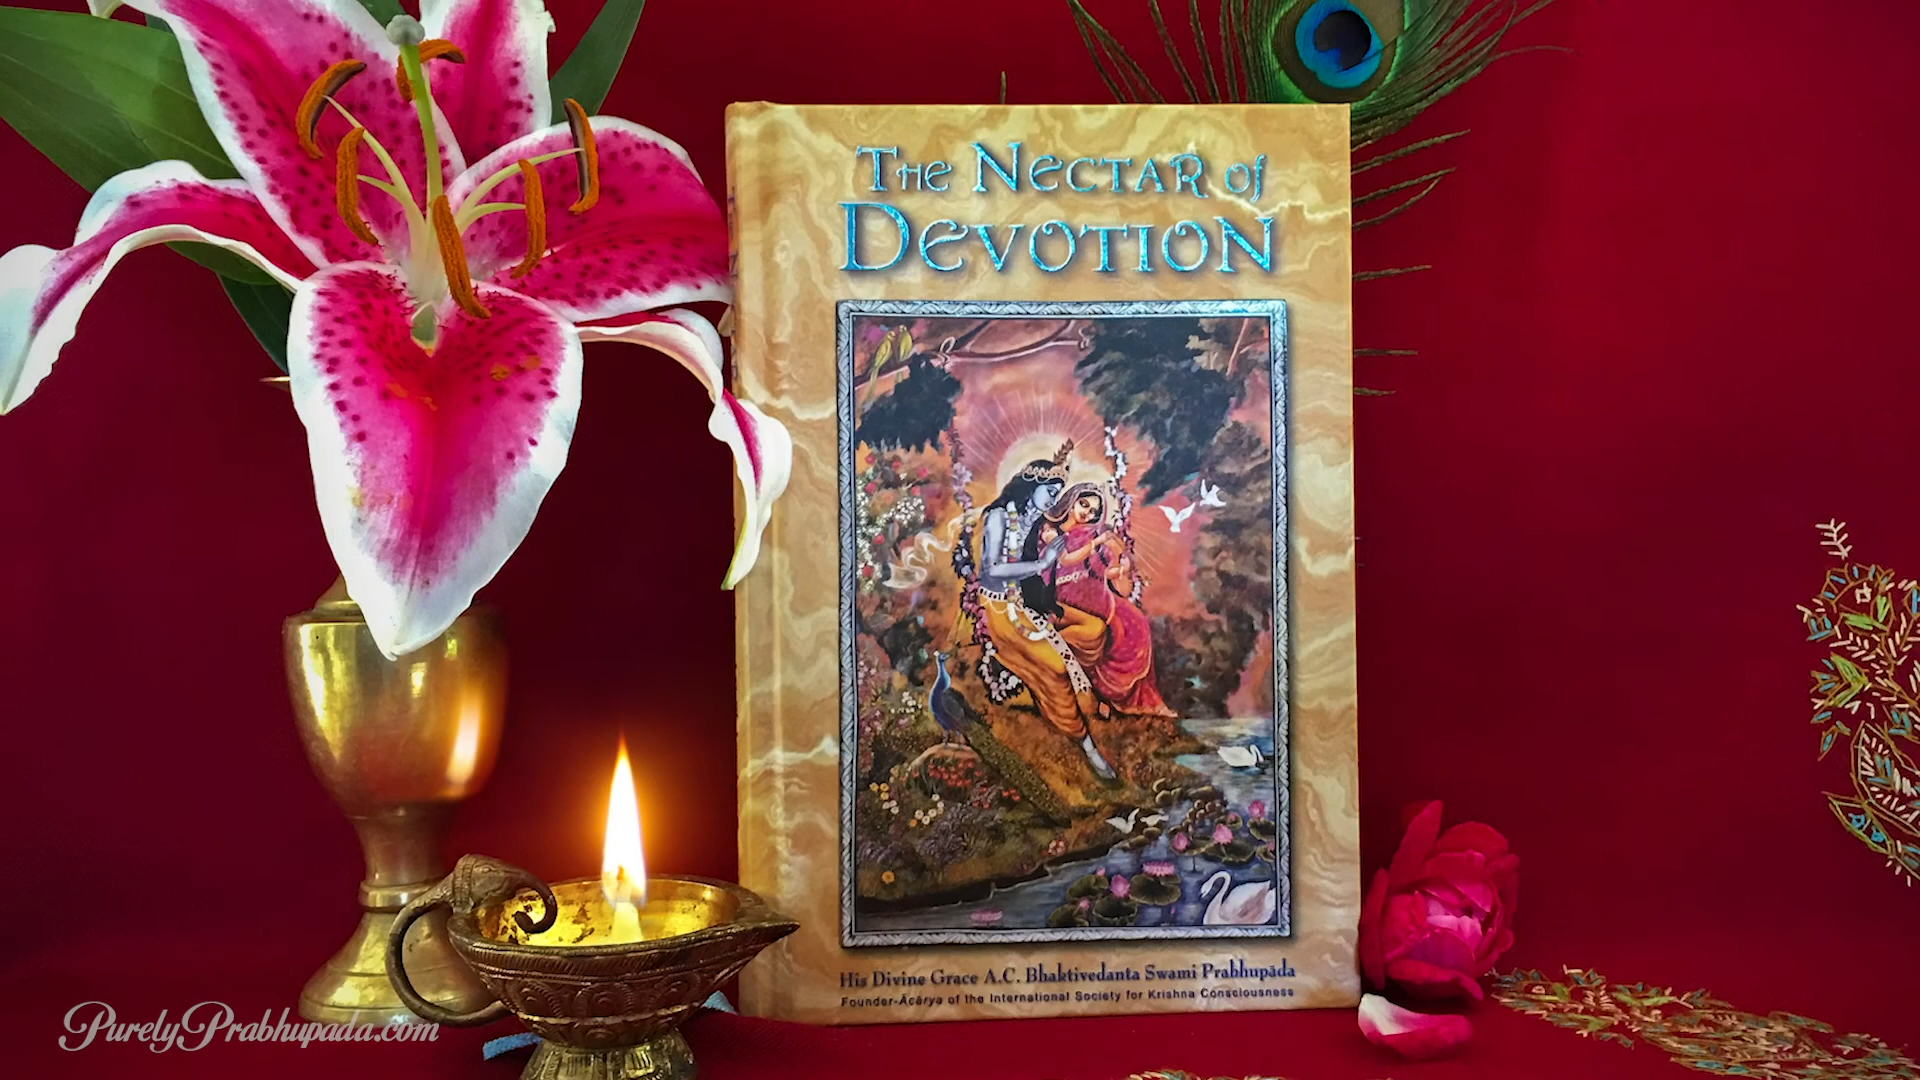 The Nectar of
Devotion
His Divine Grace A.C. Bhaktivedanta Swami Prabhupāda
Founder-Ācārya of the International Society for Krishna Consciousness
PurelyPrabhupada.com